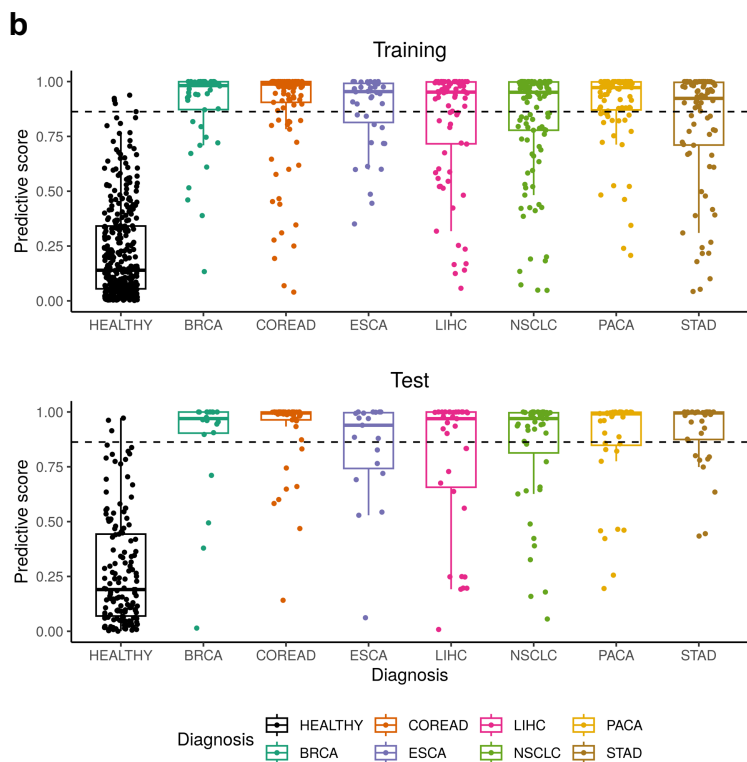 b
Training
Predictive score
1.00
0.75
0.50
0.25
0.00
HEALTHY BRCA COREAD ESCA LIHC NSCLC PACA STAD
Test
Predictive score
1.00
0.75
0.50
0.25
0.00
HEALTHY BRCA COREAD ESCA LIHC NSCLC PACA STAD
Diagnosis
Diagnosis
HEALTHY COREAD LIHC PACA
BRCA ESCA NSCLC STAD